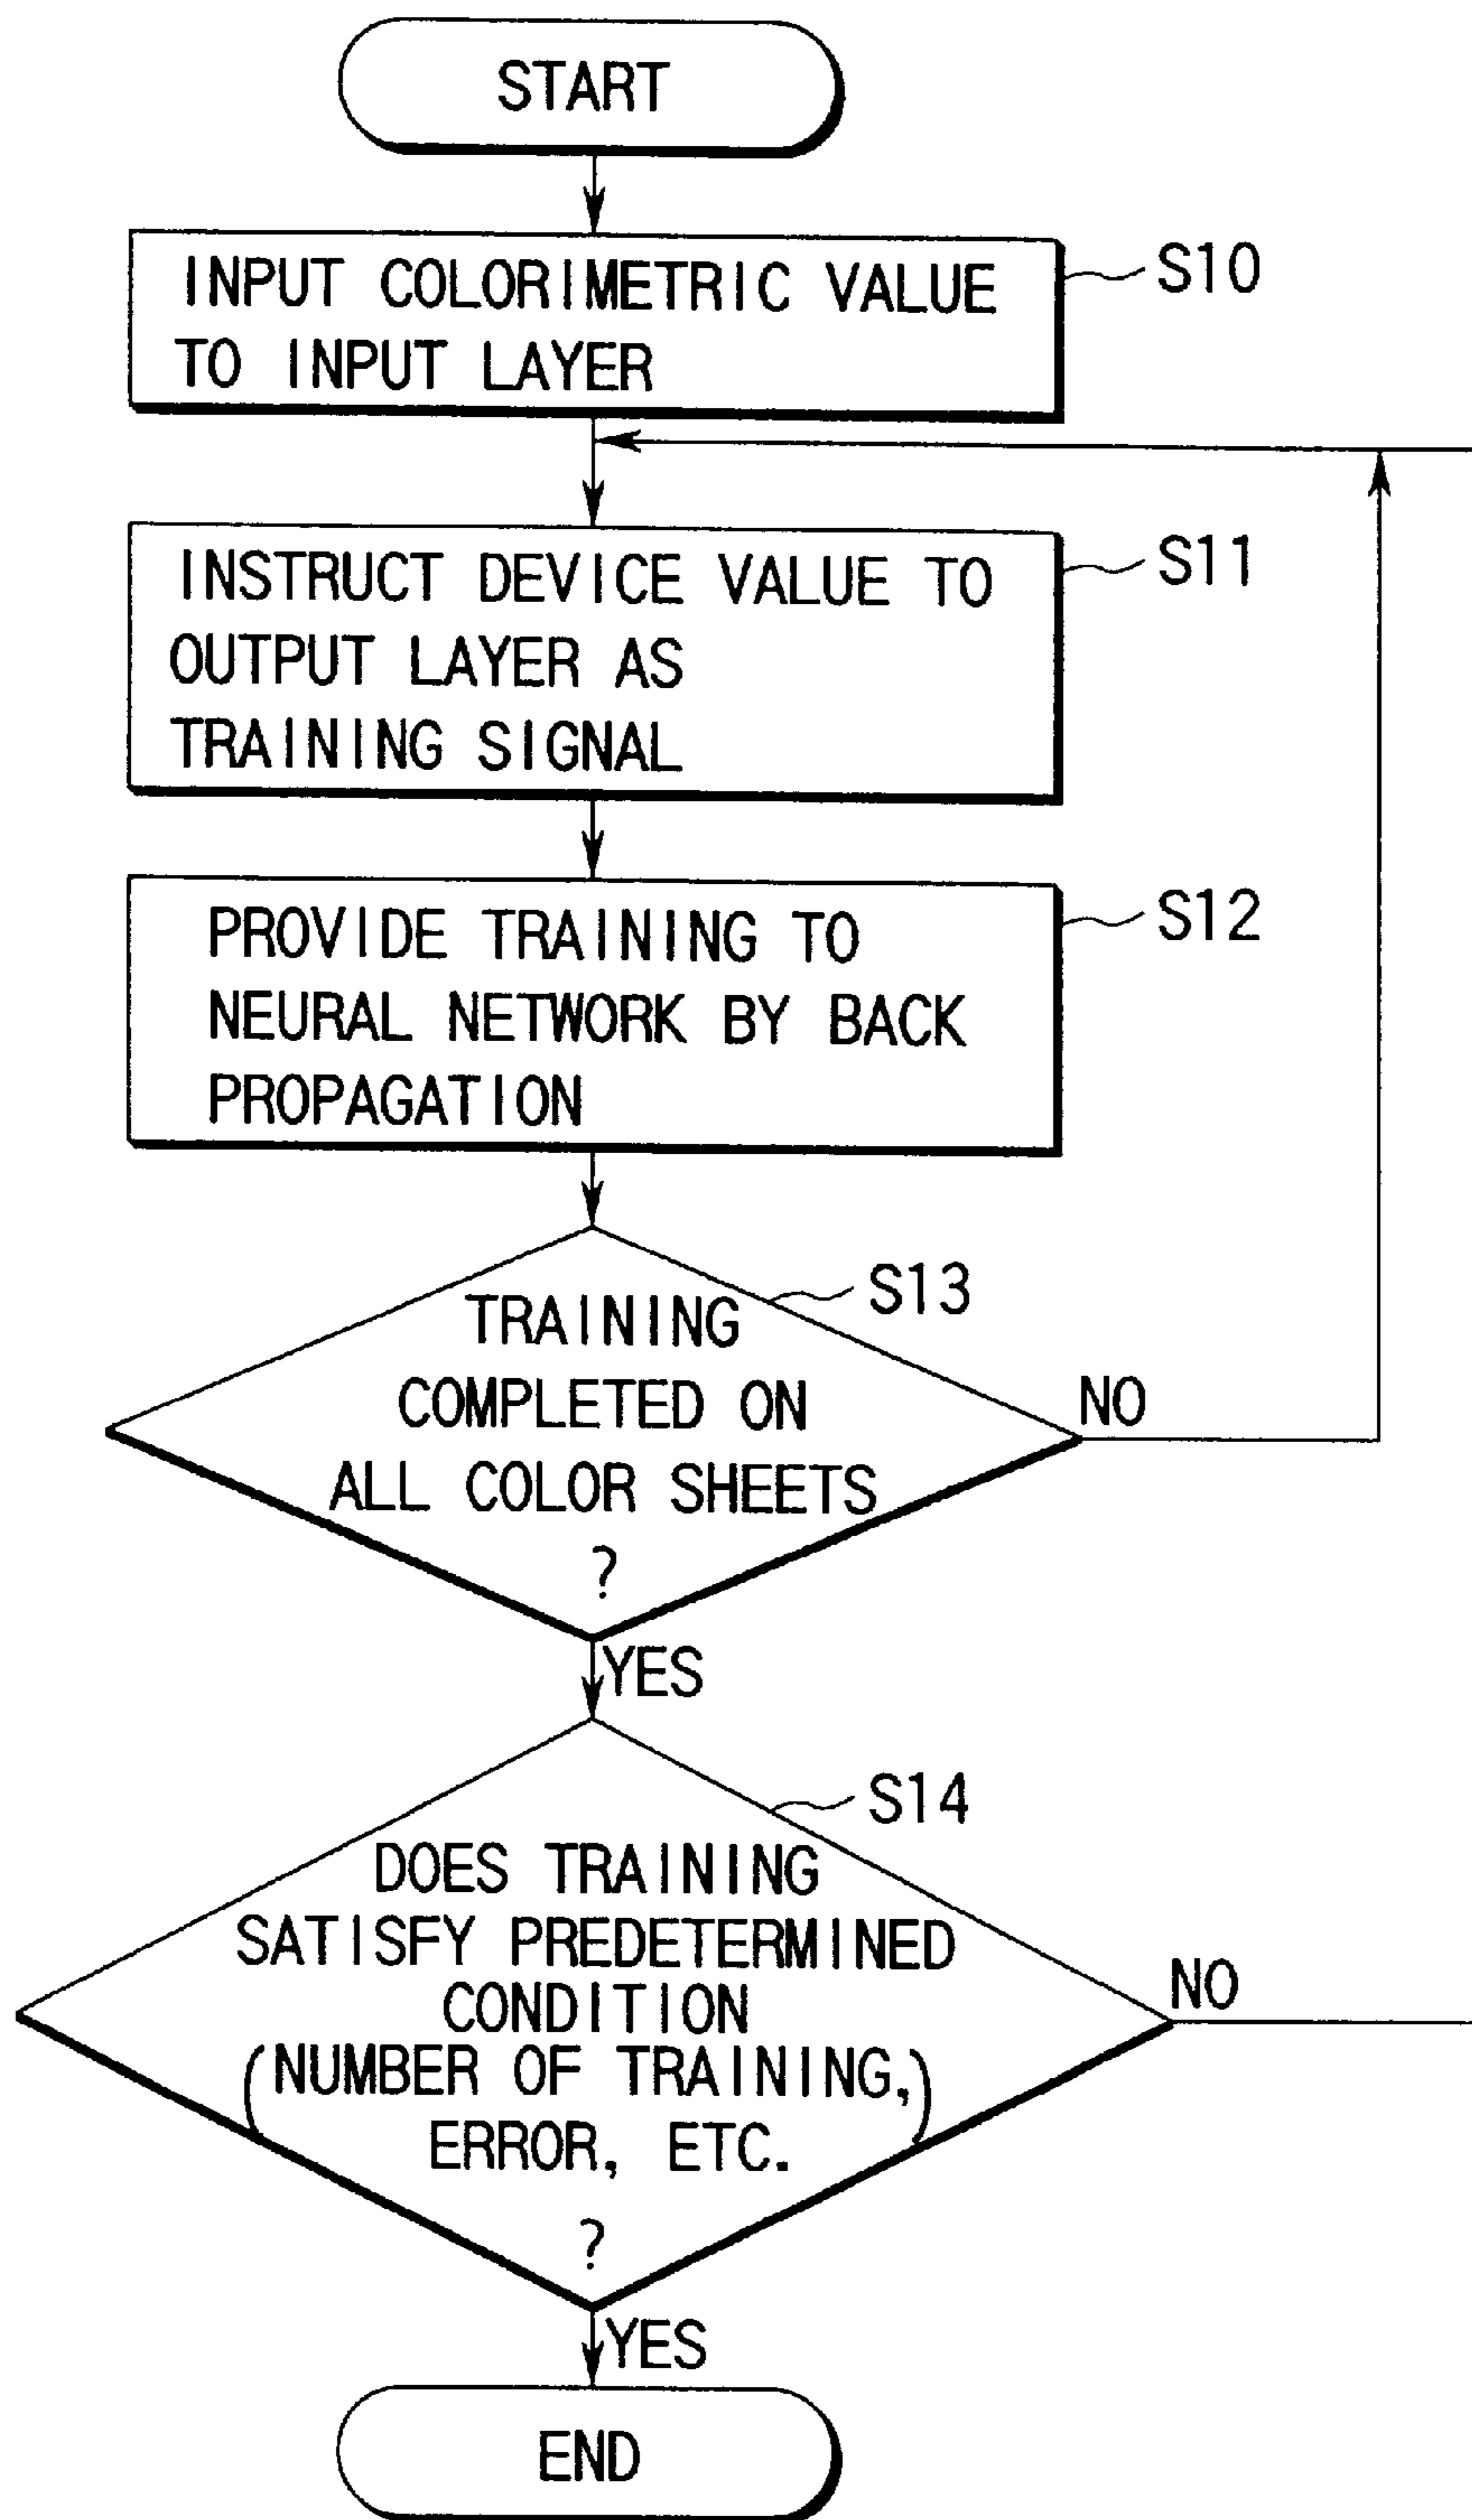 START
INPUT COLORIMETRIC VALUE
TO INPUT LAYER
S10
INSTRUCT DEVICE VALUE TO
OUTPUT LAYER AS
TRAINING SIGNAL
S11
PROVIDE TRAINING TO
NEURAL NETWORK BY BACK
PROPAGATION
S12
TRAINING
COMPLETED ON
ALL COLOR SHEETS
?
S13
NO
YES
DOES TRAINING
SATISFY PREDETERMINED
CONDITION
(NUMBER OF TRAINING,
ERROR, ETC.)
?
S14
NO
YES
END